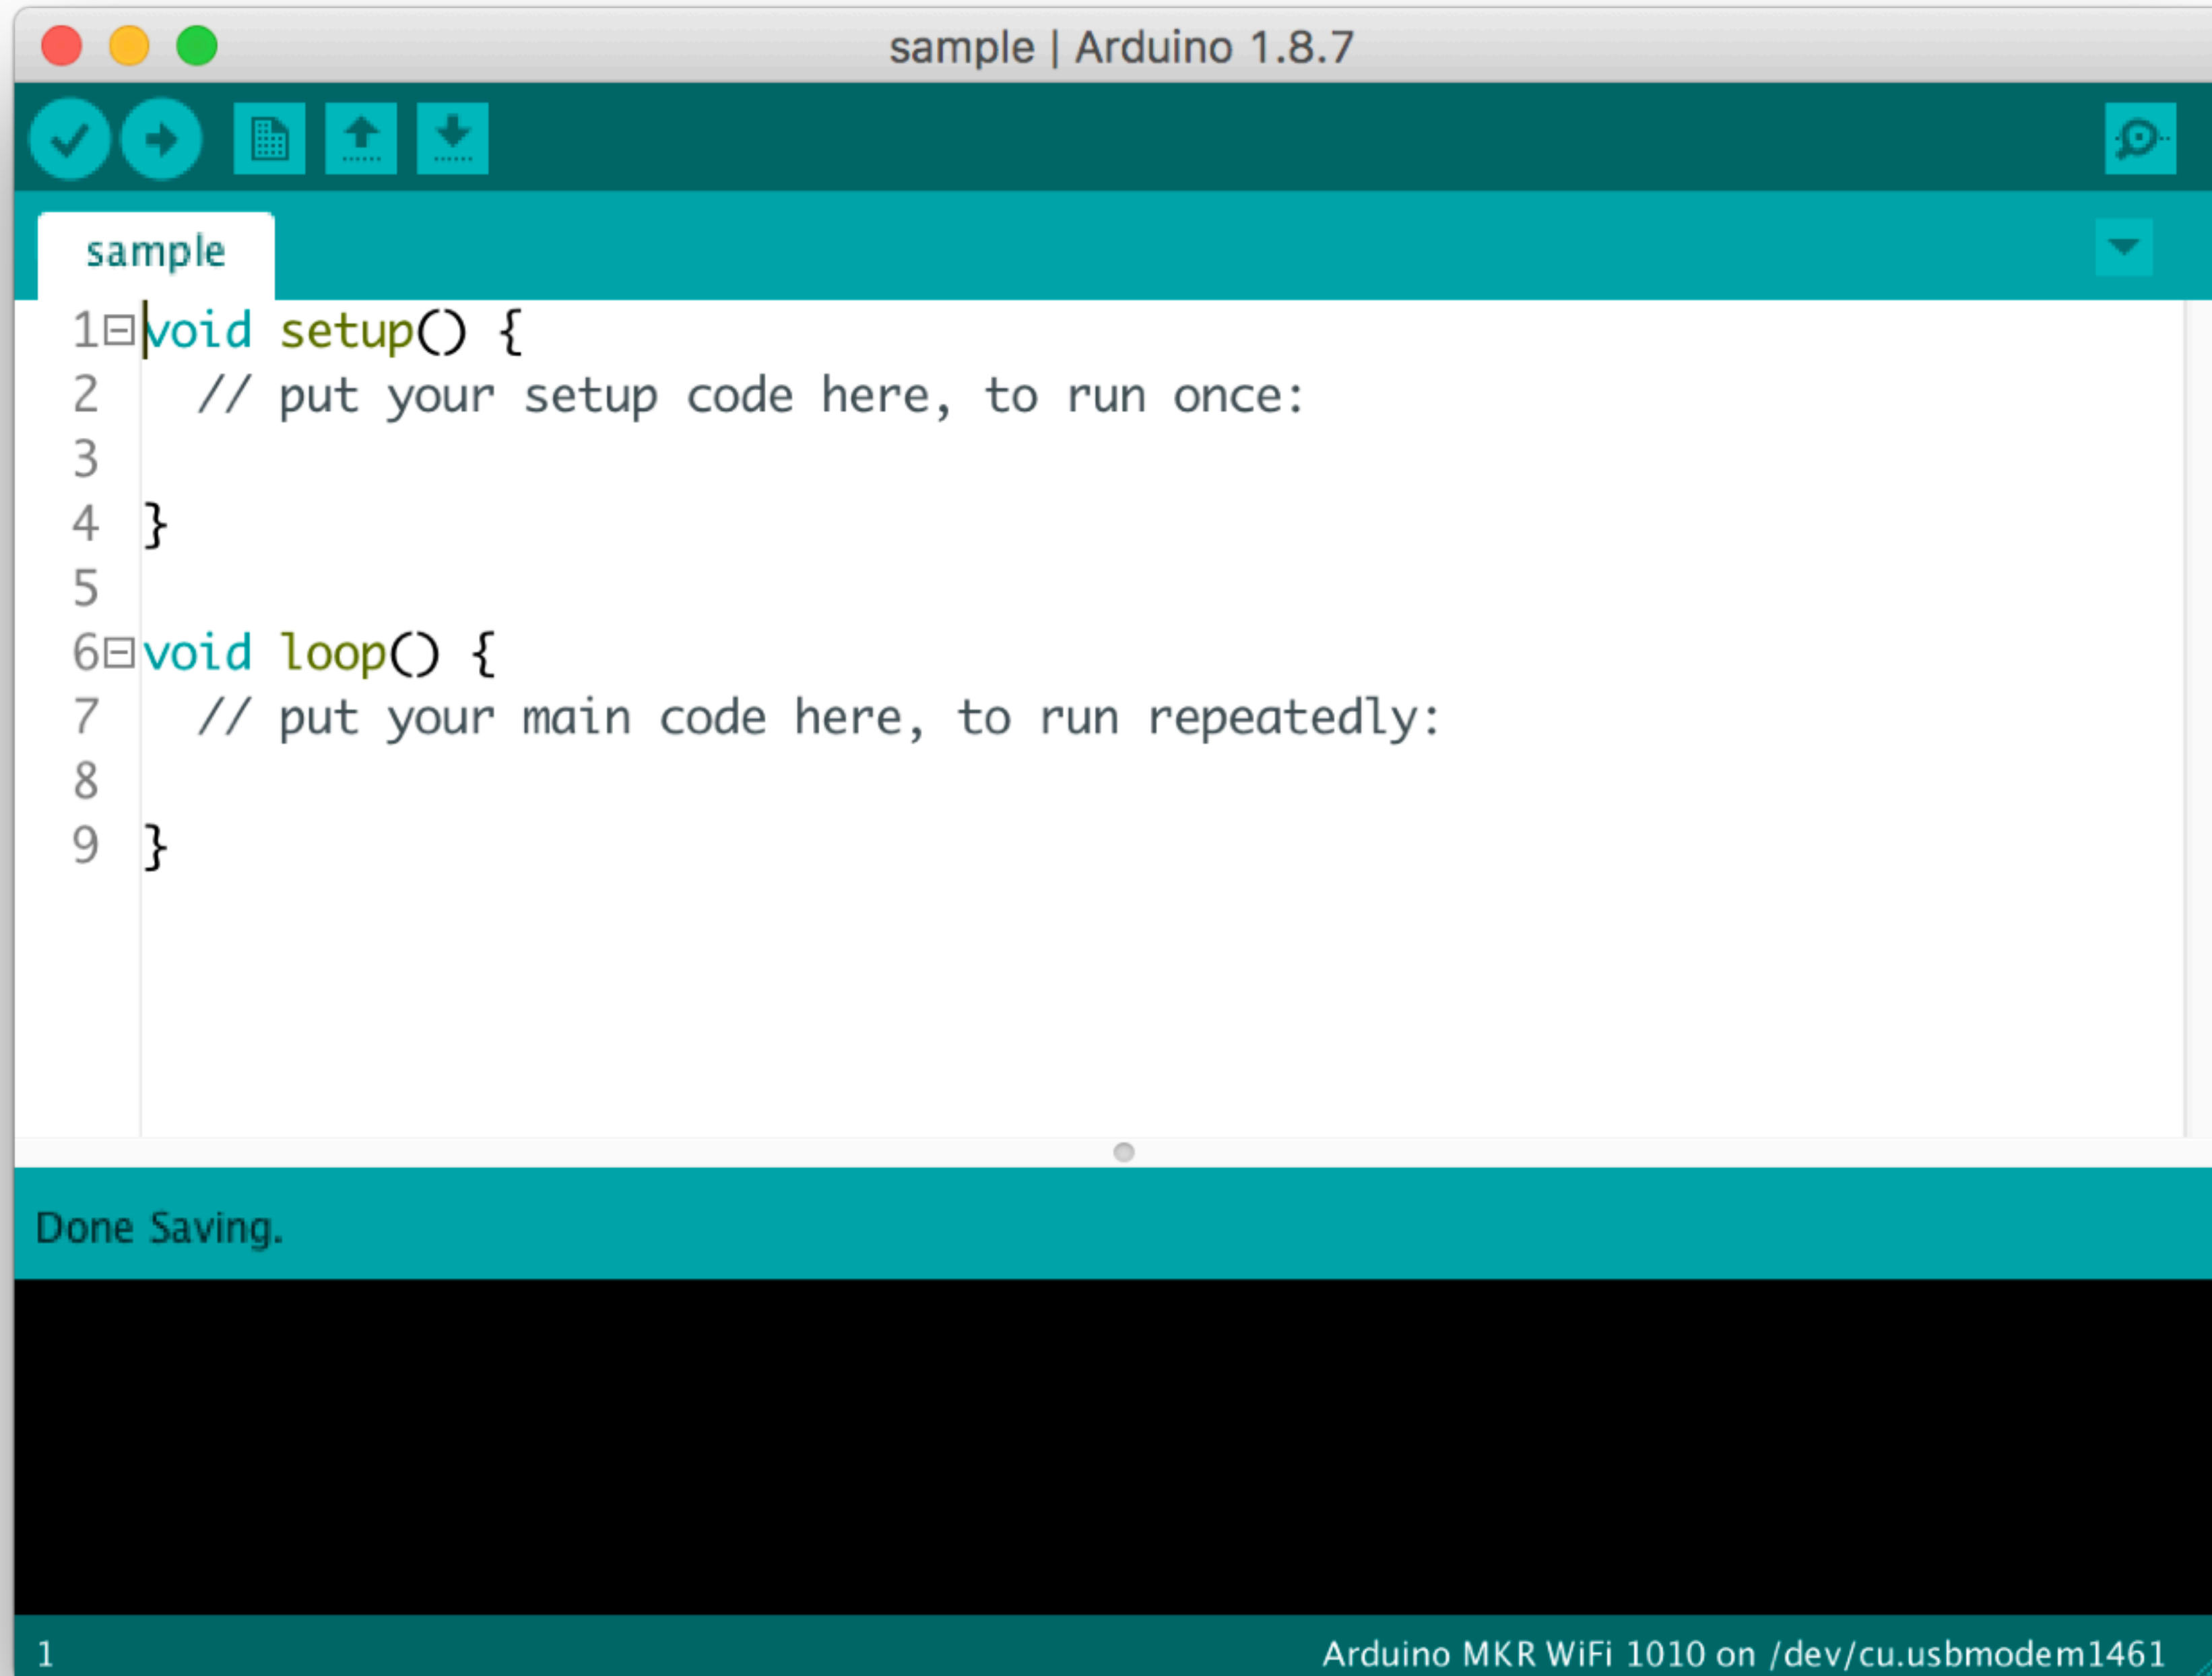 sample | Arduino 1.8.7
sample
1 void setup() {
2   // put your setup code here, to run once:
3
4 }
5
6 void loop() {
7   // put your main code here, to run repeatedly:
8
9 }
Done Saving.
1
Arduino MKR WiFi 1010 on /dev/cu.usbmodem1461